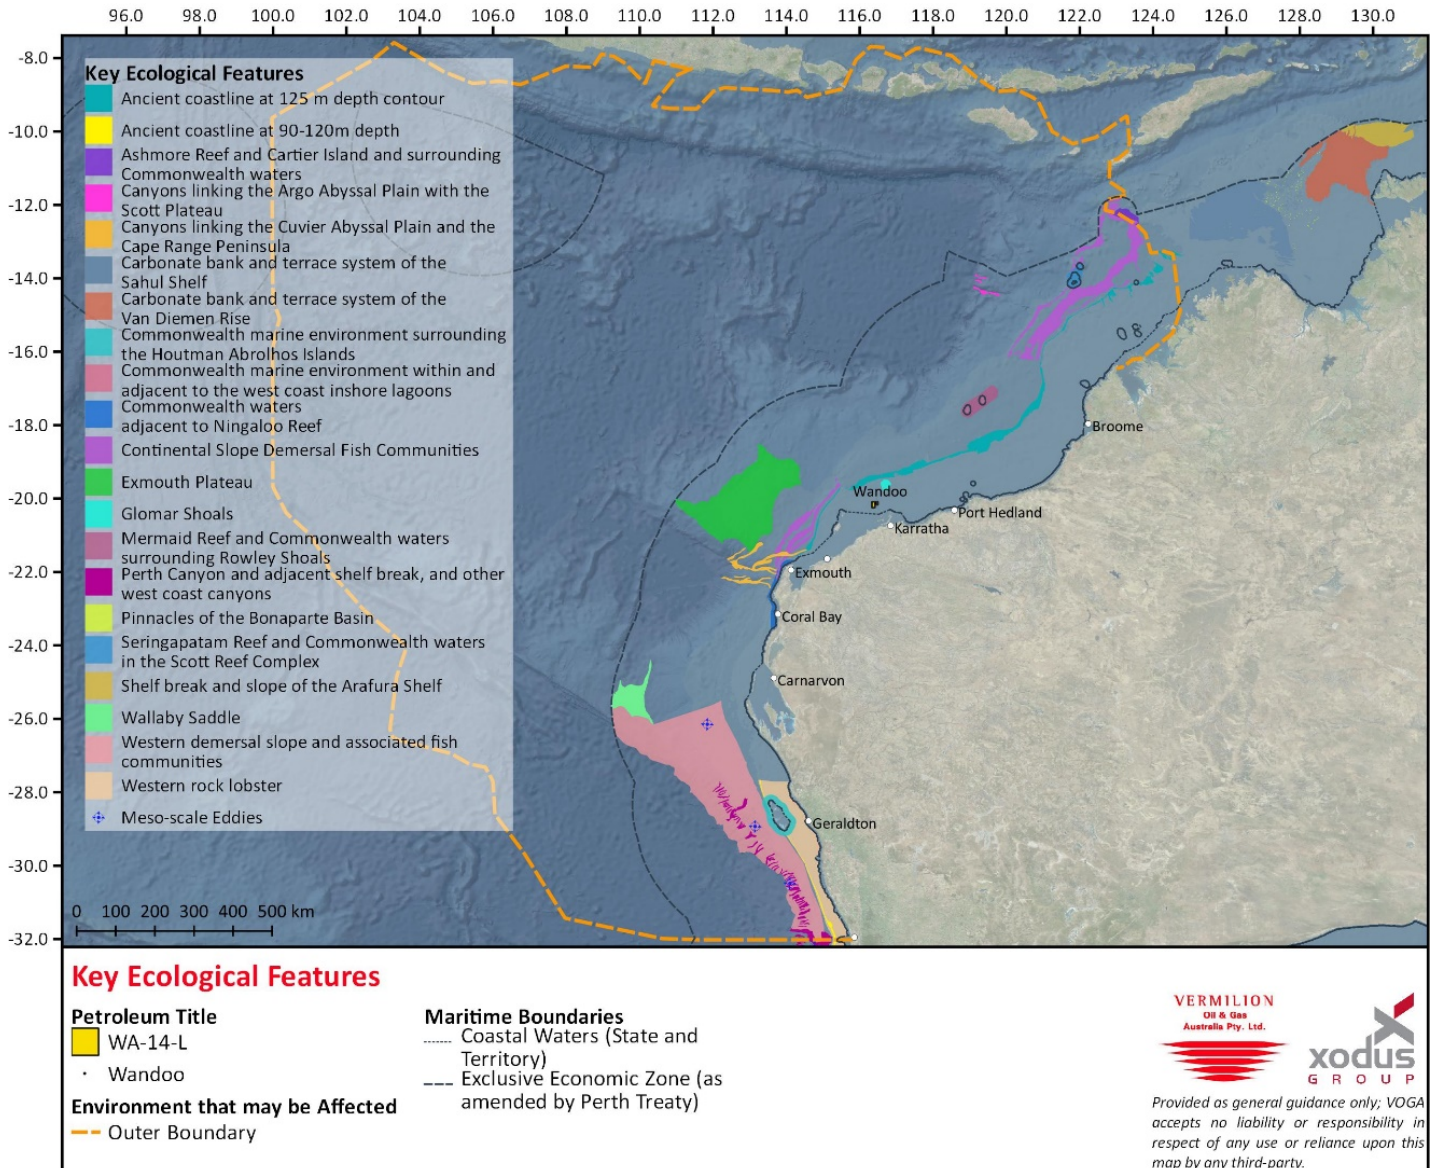 96.0 98.0 100.0 102.0 104.0 106.0 108.0 110.0 112.0 114.0 116.0 118.0 120.0 122.0 124.0 126.0 128.0 130.0
-8.0
-10.0
-12.0
-14.0
-16.0
-18.0
-20.0
-22.0
-24.0
-26.0
-28.0
-30.0
-32.0
Key Ecological Features
Ancient coastline at 125 m depth contour
Ancient coastline at 90-120m depth
Ashmore Reef and Cartier Island and surrounding
Commonwealth waters
Canyons linking the Argo Abyssal Plain with the
Scott Plateau
Canyons linking the Cuvier Abyssal Plain and the
Cape Range Peninsula
Carbonate bank and terrace system of the
Sahul Shelf
Carbonate bank and terrace system of the
Van Diemen Rise
Commonwealth marine environment surrounding
the Houtman Abrolhos Islands
Commonwealth marine environment within and
adjacent to the west coast inshore lagoons
Commonwealth waters
adjacent to Ningaloo Reef
Continental Slope Demersal Fish Communities
Exmouth Plateau
Glomar Shoals
Mermaid Reef and Commonwealth waters
surrounding Rowley Shoals
Perth Canyon and adjacent shelf break, and other
west coast canyons
Pinnacles of the Bonaparte Basin
Seringapatam Reef and Commonwealth waters
in the Scott Reef Complex
Shelf break and slope of the Arafura Shelf
Wallaby Saddle
Western demersal slope and associated fish
communities
Western rock lobster
Meso-scale Eddies
0 100 200 300 400 500 km
Broome
Wandoo
Port Hedland
Karratha
Exmouth
Coral Bay
Carnarvon
Geraldton
Key Ecological Features
Petroleum Title
WA-14-L
Wandoo
Environment that may be Affected
Outer Boundary
Maritime Boundaries
Coastal Waters (State and
Territory)
Exclusive Economic Zone (as
amended by Perth Treaty)
VERMILION
Oil & Gas
Australia Pty. Ltd.
xodus
GROUP
Provided as general guidance only; VOGA
accepts no liability or responsibility in
respect of any use or reliance upon this
map by any third-party.